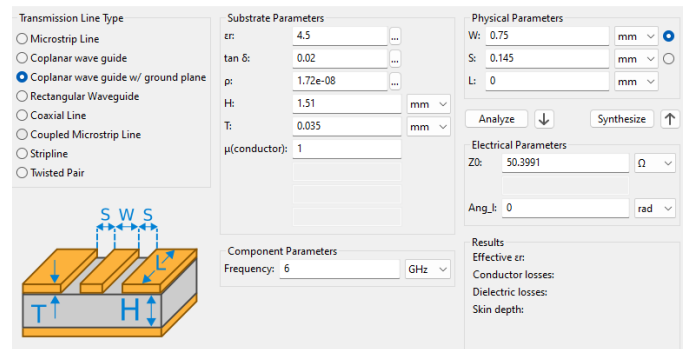 Transmission Line Type
Microstrip Line
Coplanar wave guide
Coplanar wave guide w/ ground plane
Rectangular Waveguide
Coaxial Line
Coupled Microstrip Line
Stripline
Twisted Pair
S W S
L
T
H
Substrate Parameters
εr: 4.5 ...
tan δ: 0.02 ...
ρ: 1.72e-08 ...
H: 1.51 mm
T: 0.035 mm
μ(conductor): 1
Component Parameters
Frequency: 6 GHz
Physical Parameters
W: 0.75 mm
S: 0.145 mm
L: 0 mm
Analyze Synthesize
Electrical Parameters
Z0: 50.3991 Ω
Ang_l: 0 rad
Results
Effective εr:
Conductor losses:
Dielectric losses:
Skin depth: